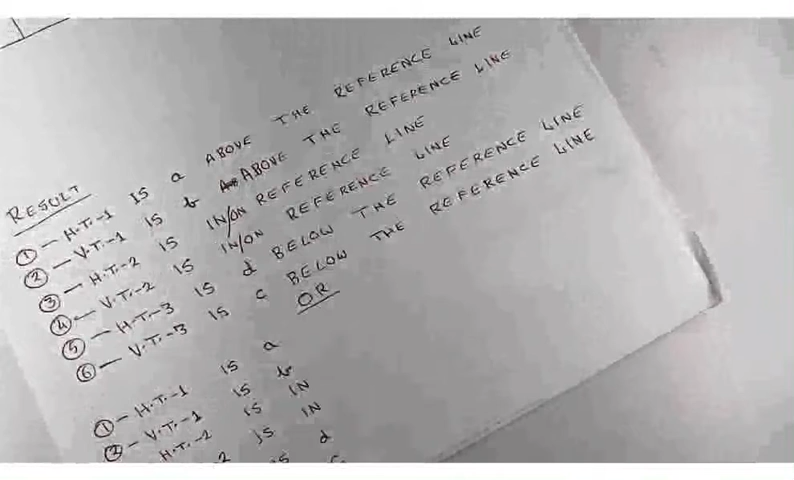 RESULT
① — H.T.-1 IS a ABOVE THE REFERENCE LINE
② — V.T.-1 IS b ABOVE THE REFERENCE LINE
③ — H.T.-2 IS IN/ON REFERENCE LINE
④ — V.T.-2 IS IN/ON REFERENCE LINE
⑤ — H.T.-3 IS d BELOW THE REFERENCE LINE
⑥ — V.T.-3 IS c BELOW THE REFERENCE LINE
OR
① — H.T.-1 IS a
② — V.T.-1 IS b
H.T.-2 IS IN
2 IS IN
IS d